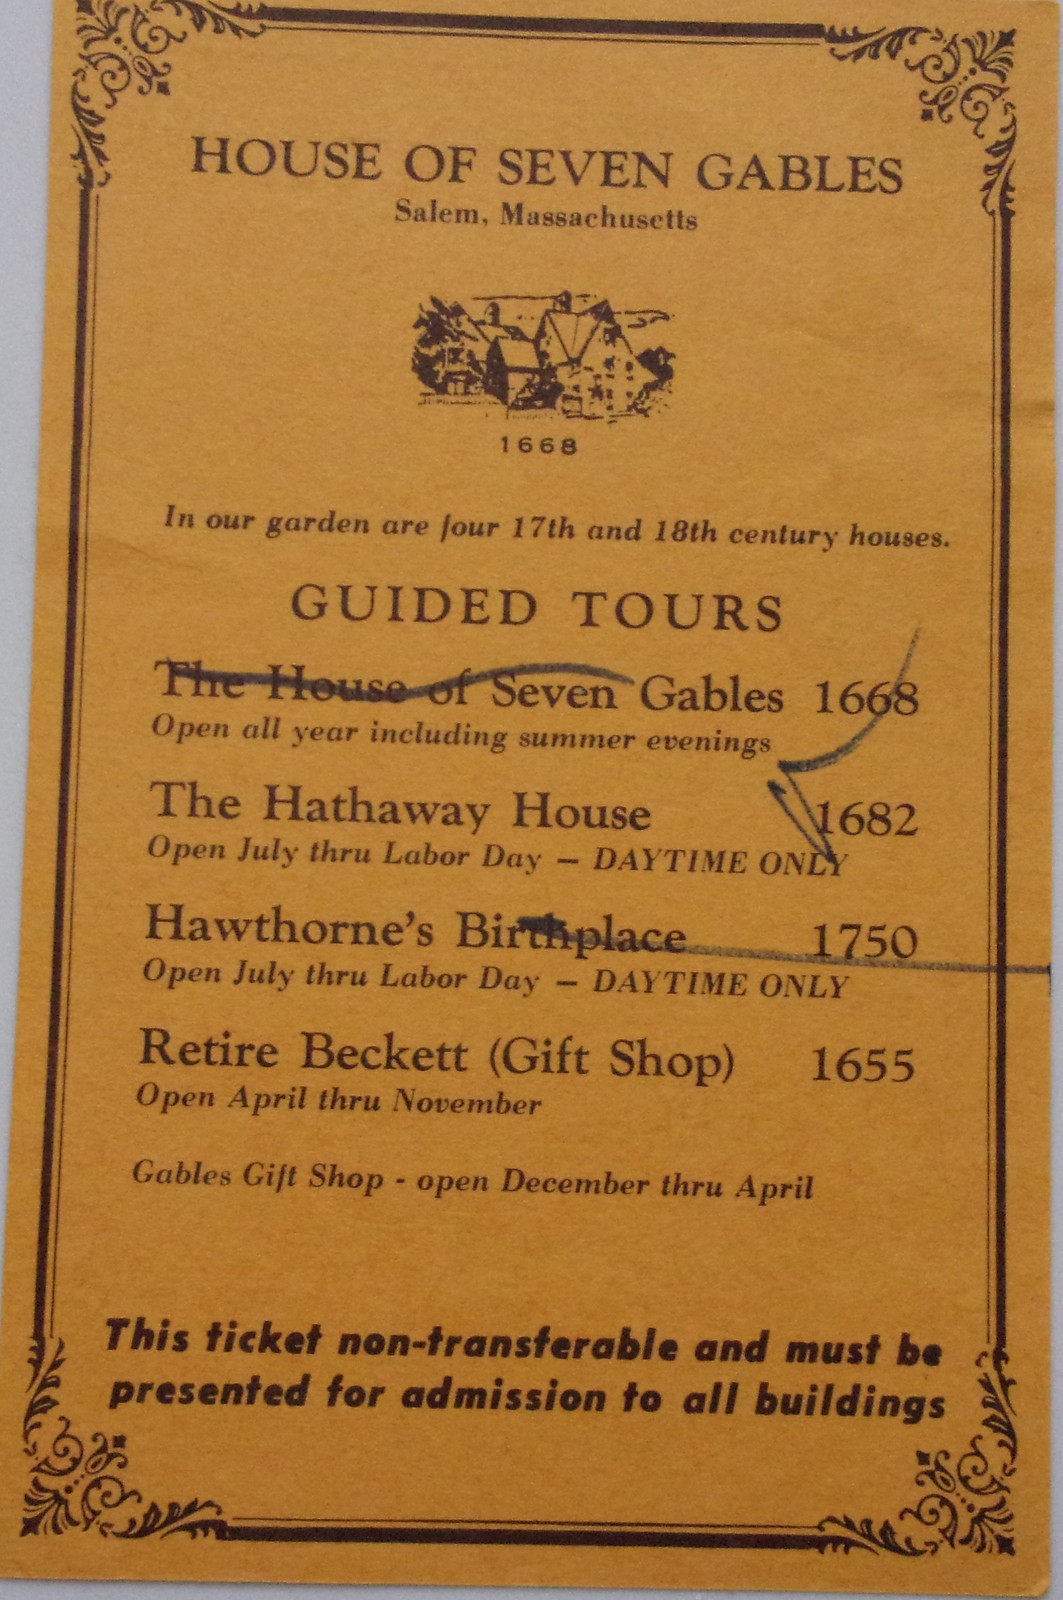 HOUSE OF SEVEN GABLES
Salem, Massachusetts
1668
In our garden are four 17th and 18th century houses.
GUIDED TOURS
The House of Seven Gables 1668
Open all year including summer evenings
The Hathaway House 1682
Open July thru Labor Day – DAYTIME ONLY
Hawthorne's Birthplace 1750
Open July thru Labor Day – DAYTIME ONLY
Retire Beckett (Gift Shop) 1655
Open April thru November
Gables Gift Shop - open December thru April
This ticket non-transferable and must be
presented for admission to all buildings